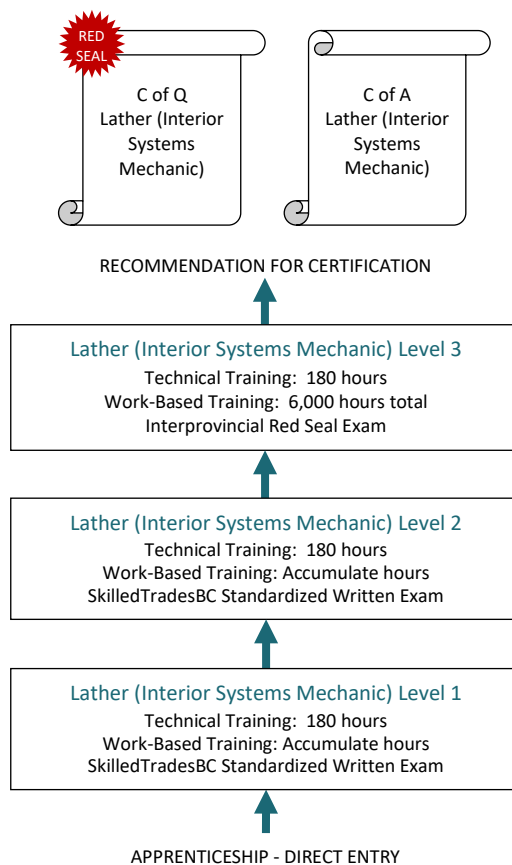 RED
SEAL
C of Q
Lather (Interior
Systems
Mechanic)
C of A
Lather (Interior
Systems
Mechanic)
RECOMMENDATION FOR CERTIFICATION
Lather (Interior Systems Mechanic) Level 3
Technical Training:  180 hours
Work-Based Training:  6,000 hours total
Interprovincial Red Seal Exam
Lather (Interior Systems Mechanic) Level 2
Technical Training:  180 hours
Work-Based Training: Accumulate hours
SkilledTradesBC Standardized Written Exam
Lather (Interior Systems Mechanic) Level 1
Technical Training:  180 hours
Work-Based Training: Accumulate hours
SkilledTradesBC Standardized Written Exam
APPRENTICESHIP - DIRECT ENTRY